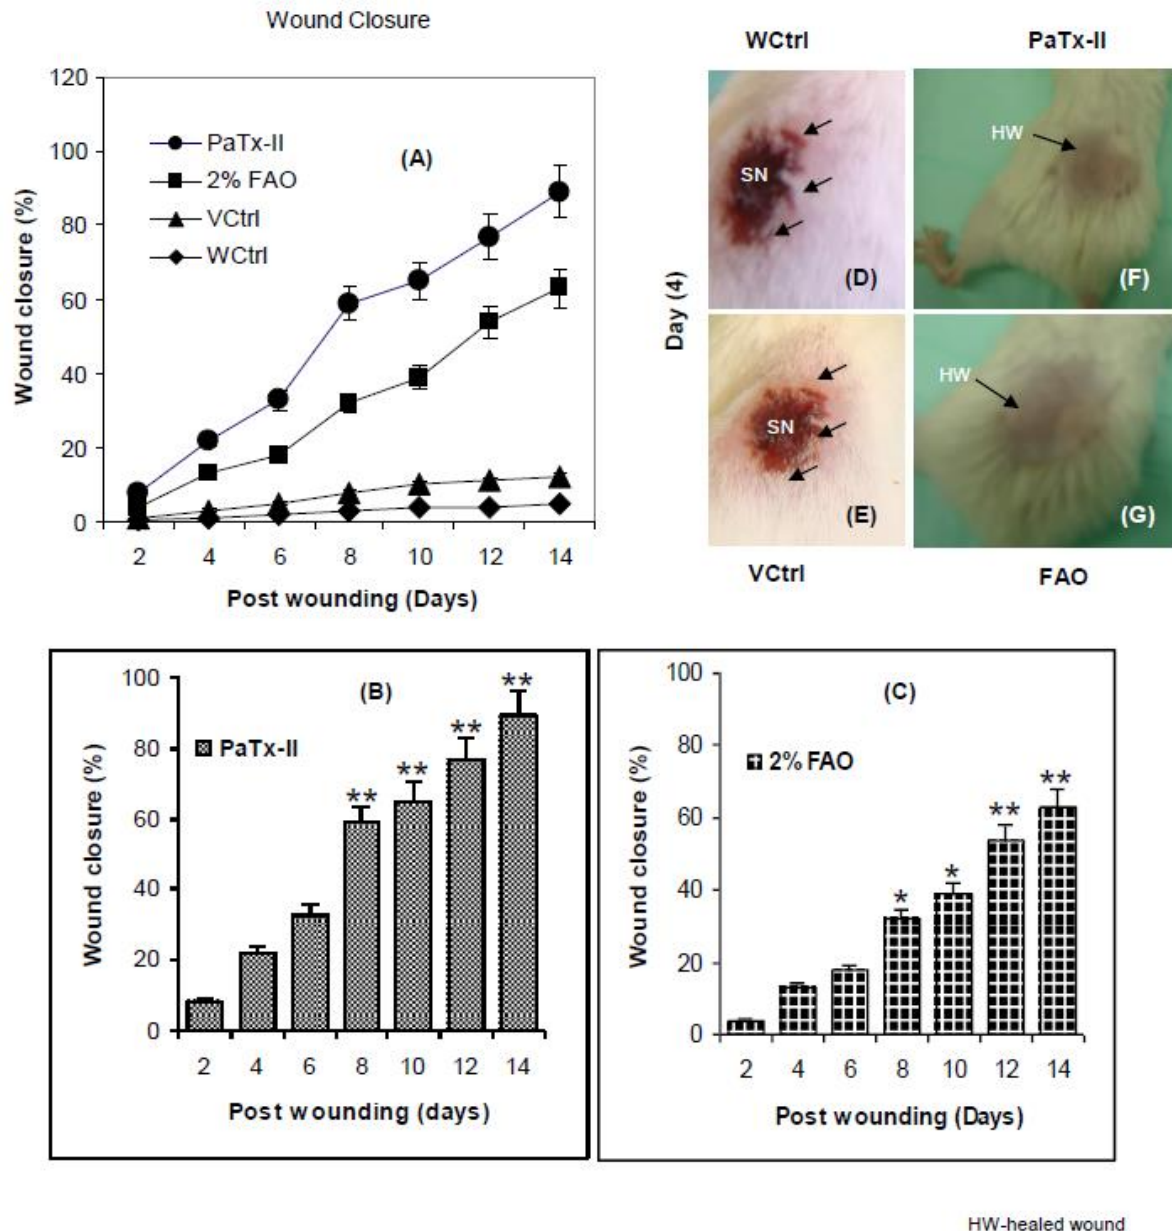 Wound Closure
120
100
80
60
40
20
0
Wound closure (%)
PaTx-II
2% FAO
VCtrl
WCtrl
(A)
2 4 6 8 10 12 14
Post wounding (Days)
WCtrl PaTx-II
Day (4)
SN
(D)
HW
(F)
SN
(E)
HW
(G)
VCtrl FAO
100
80
60
40
20
0
Wound closure (%)
(B)
PaTx-II
**
**
**
**
2 4 6 8 10 12 14
Post wounding (days)
100
80
60
40
20
0
Wound closure (%)
(C)
2% FAO
*
*
**
**
2 4 6 8 10 12 14
Post wounding (Days)
HW-healed wound